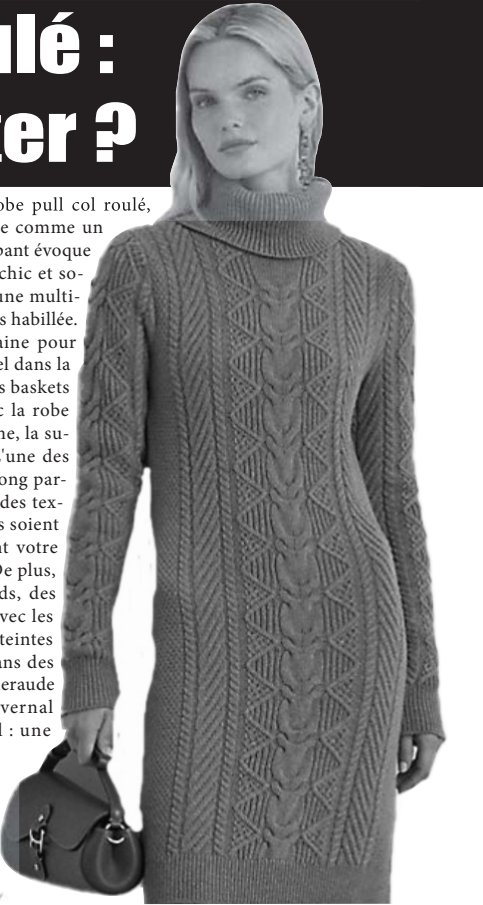 ulé :
ter ?
obe pull col roulé,
e comme un
pant évoque
chic et so-
une multi-
s habillée.
aine pour
el dans la
s baskets
c la robe
ne, la su-
L'une des
ong par-
des tex-
s soient
nt votre
De plus,
ds, des
vec les
teintes
ans des
eraude
vernal
l : une